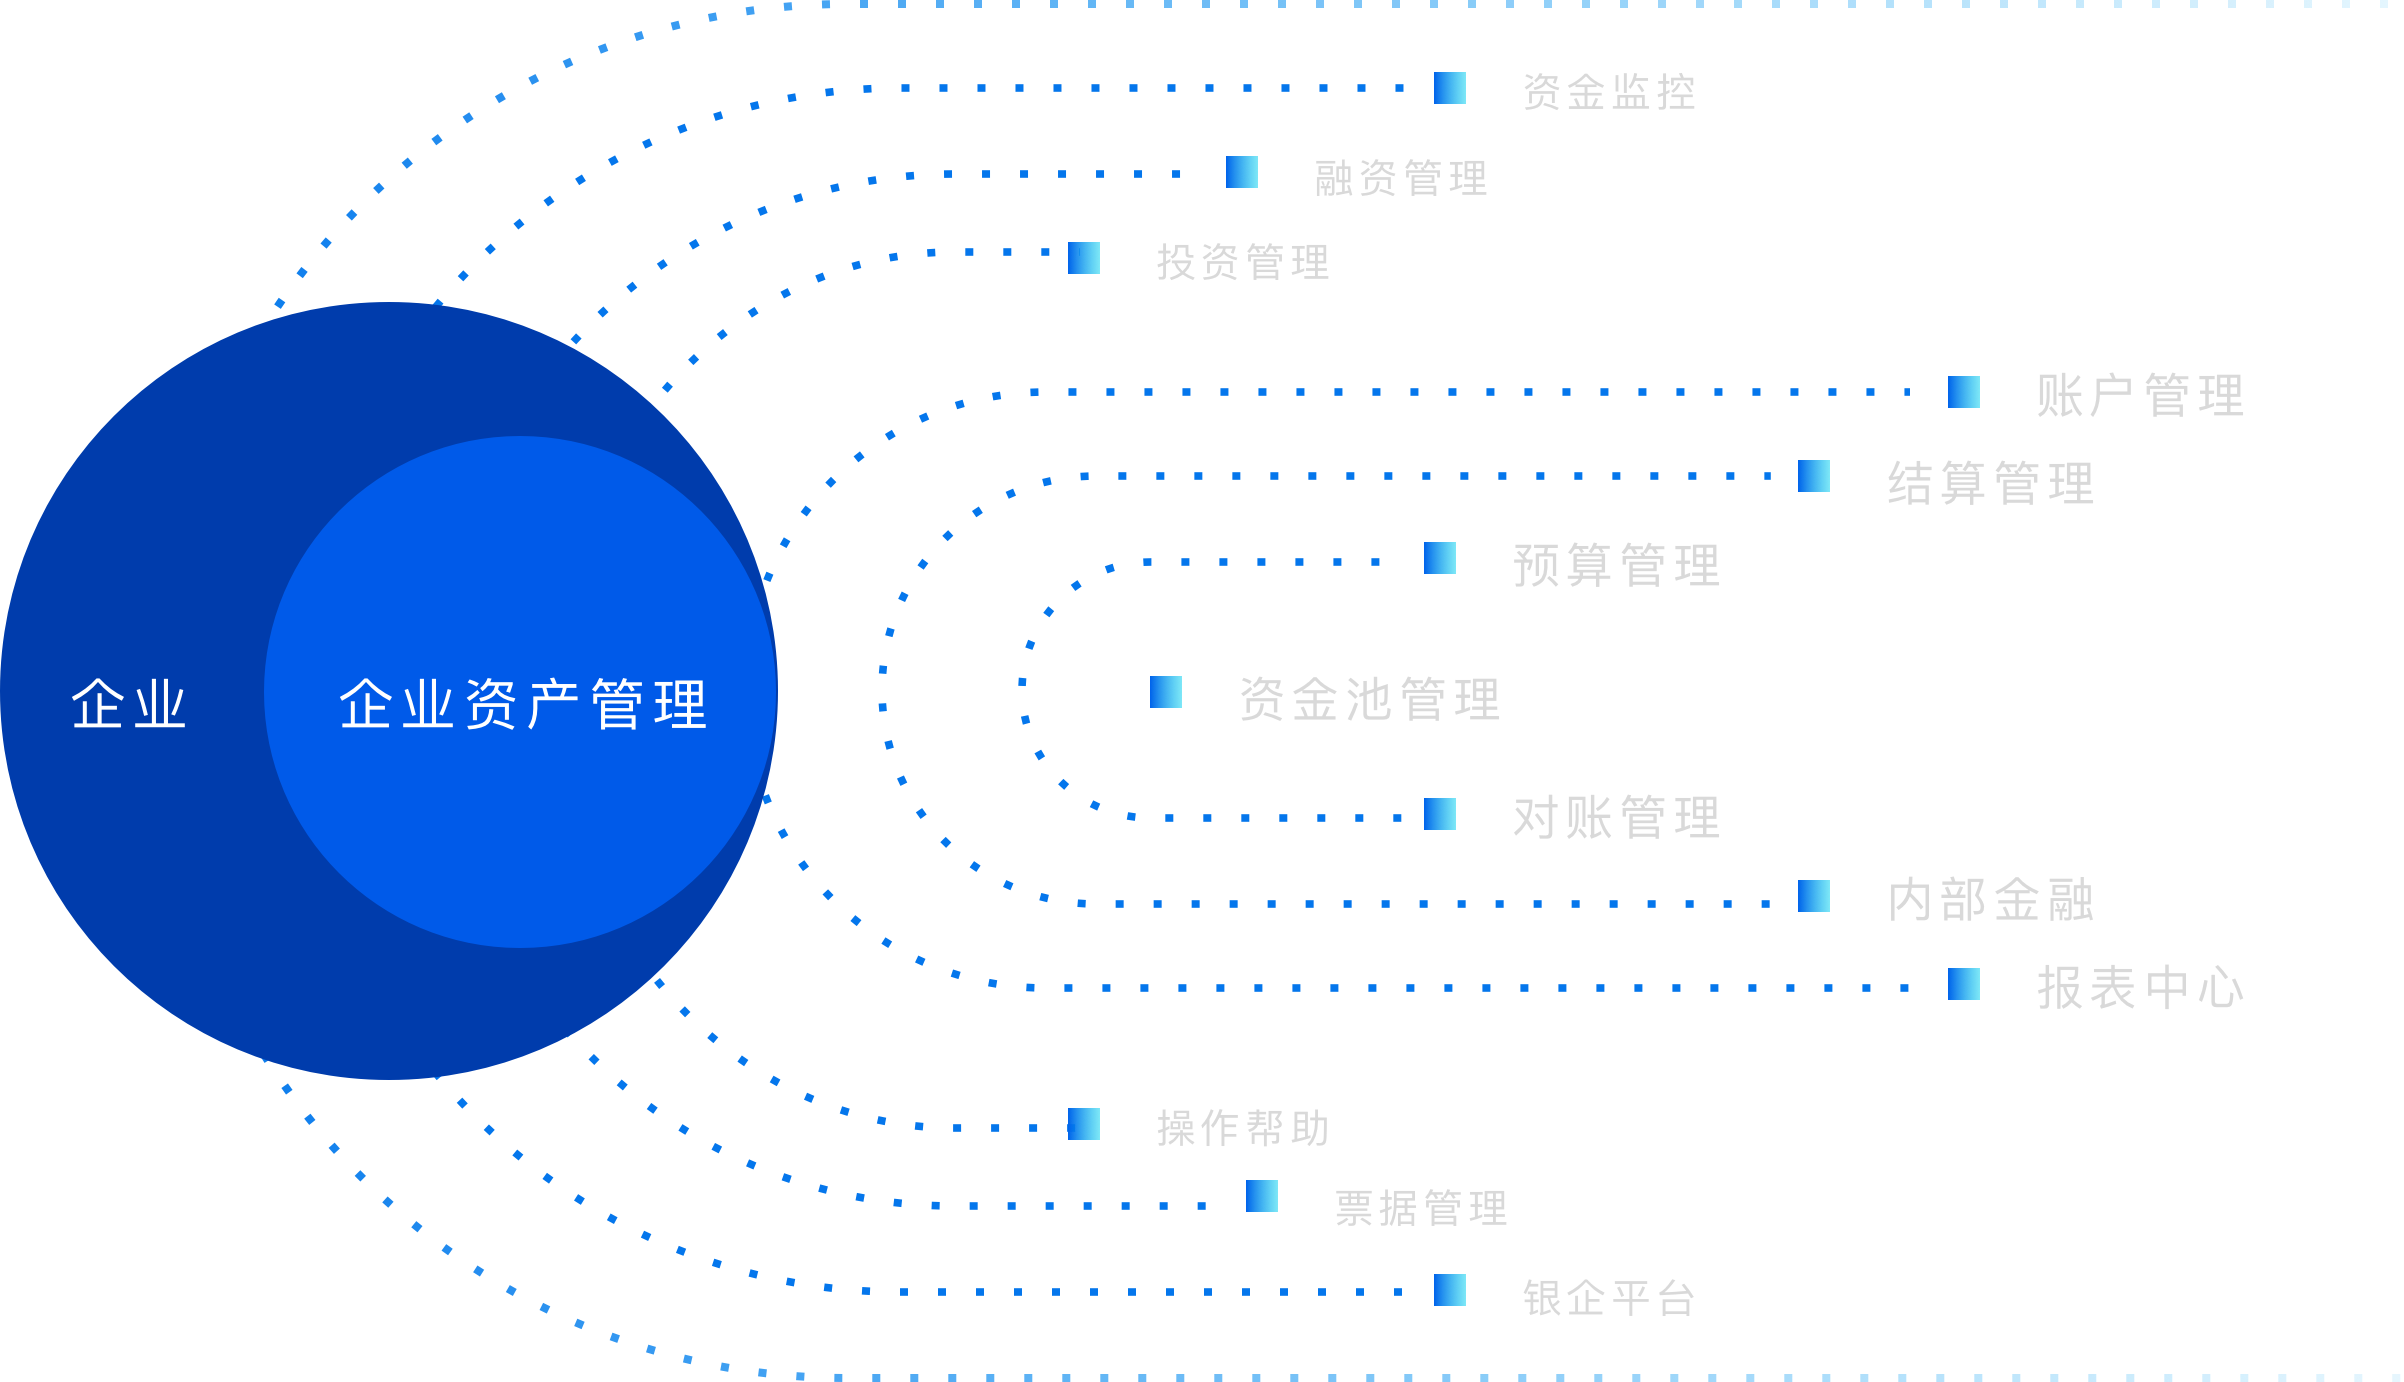 资金监控
融资管理
投资管理
账户管理
结算管理
预算管理
企业
企业资产管理
资金池管理
对账管理
内部金融
报表中心
操作帮助
票据管理
银企平台